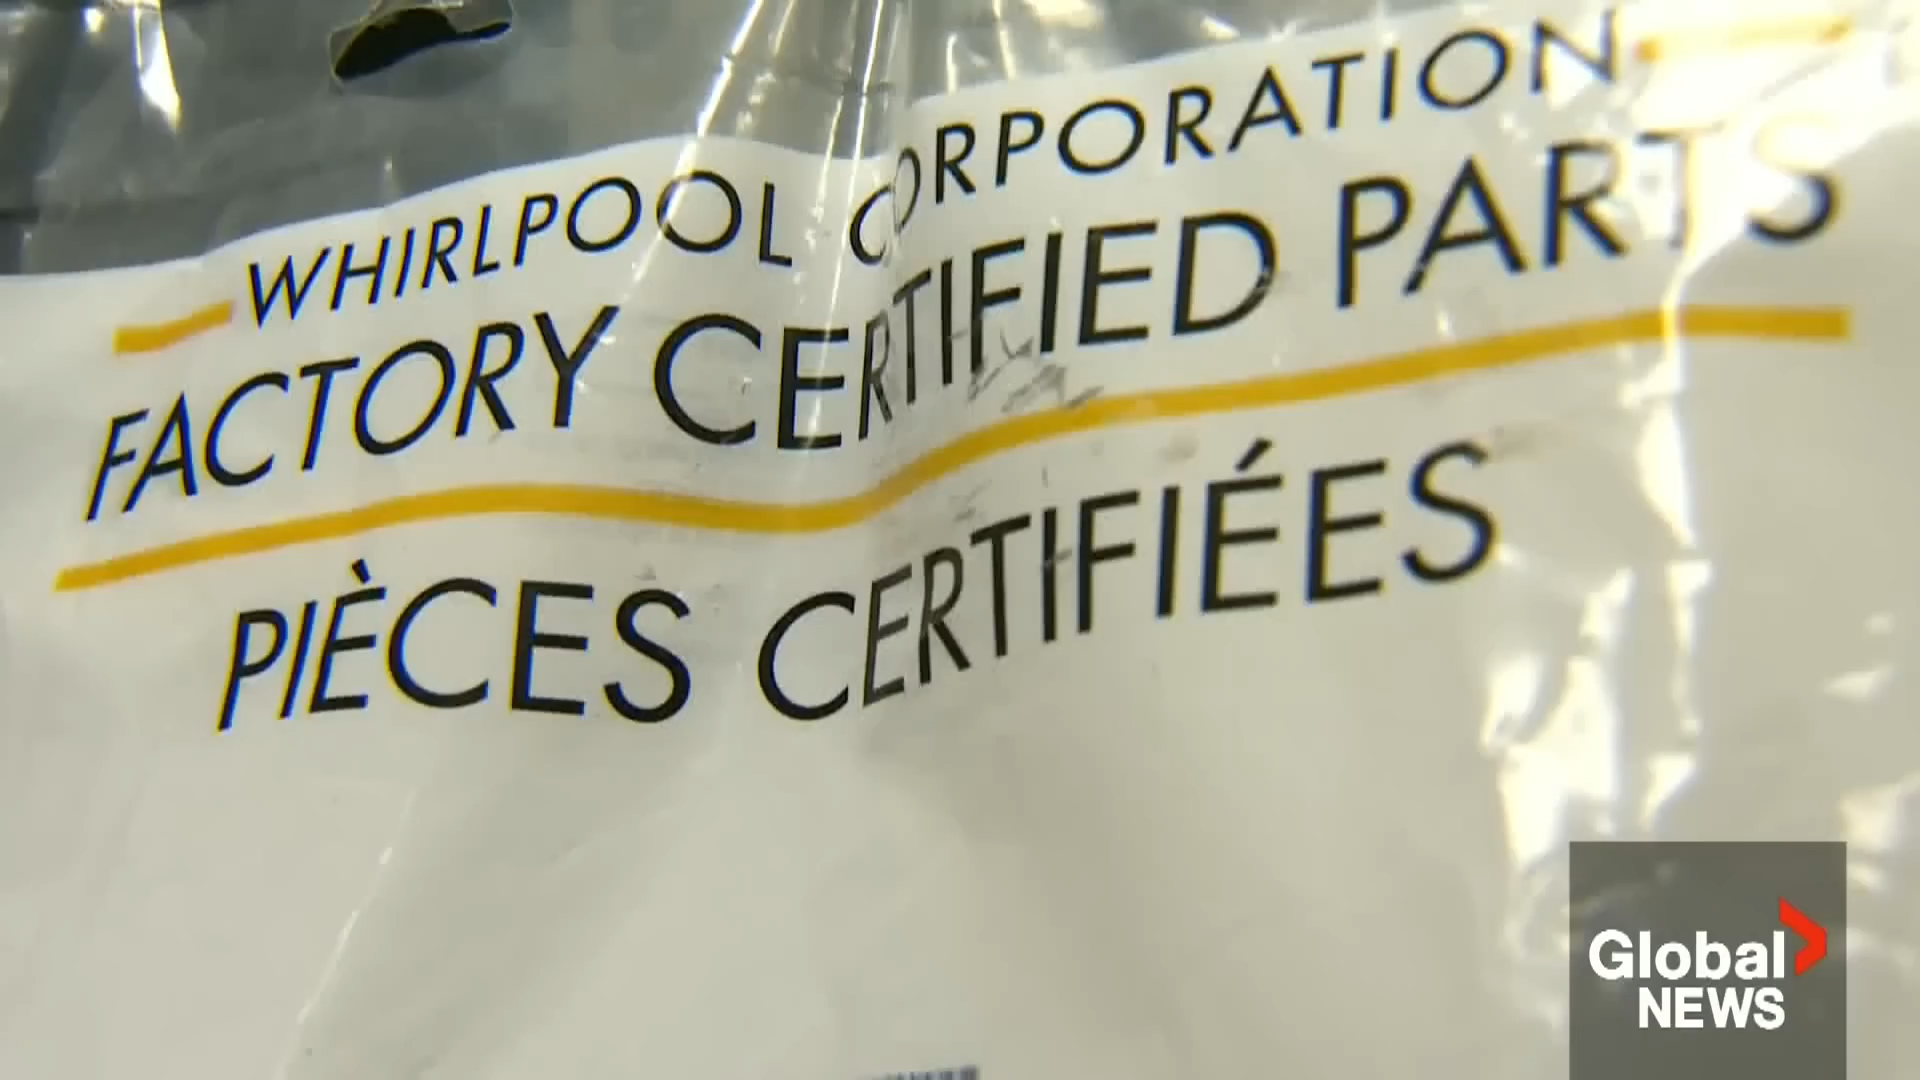 WHIRLPOOL CORPORATION
FACTORY CERTIFIED PARTS
PIÈCES CERTIFIÉES
Global
NEWS